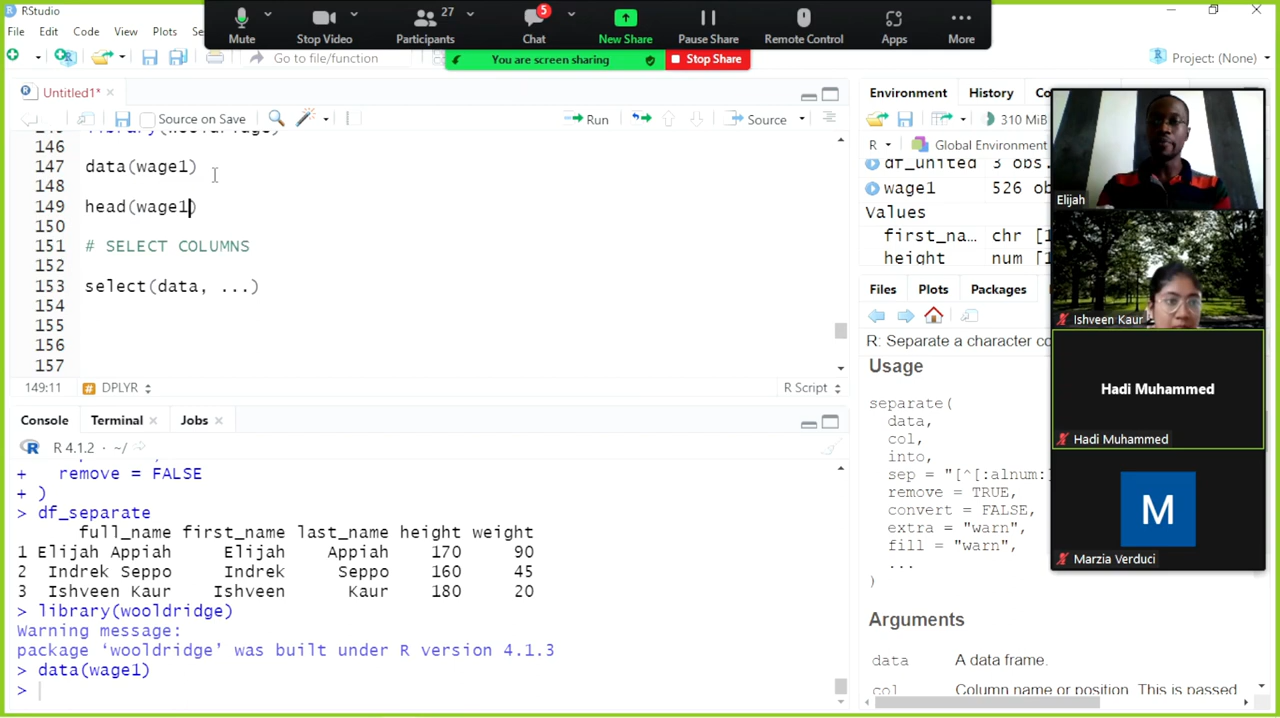 RStudio
File Edit Code View Plots
Mute Stop Video Participants 27 Chat 5 New Share Pause Share Remote Control Apps More
You are screen sharing Stop Share
Go to file/function
Project: (None)
Untitled1*
Source on Save Run Source
146
147 data(wage1)
148
149 head(wage1)
150
151 # SELECT COLUMNS
152
153 select(data, ...)
154
155
156
157
149:11 DPLYR R Script
Console Terminal Jobs
R 4.1.2 · ~/
+ remove = FALSE
+ )
> df_separate
full_name first_name last_name height weight
1 Elijah Appiah Elijah Appiah 170 90
2 Indrek Seppo Indrek Seppo 160 45
3 Ishveen Kaur Ishveen Kaur 180 20
> library(wooldridge)
Warning message:
package ‘wooldridge’ was built under R version 4.1.3
> data(wage1)
>
Environment History Co
310 MiB
R Global Environment
df_united 3 obs.
wage1 526 ob
Values
first_na… chr [1
height num [1
Files Plots Packages
R: Separate a character co
Usage
separate(
data,
col,
into,
sep = "[^[:alnum:]
remove = TRUE,
convert = FALSE,
extra = "warn",
fill = "warn",
...
)
Arguments
data A data frame.
col Column name or position. This is passed
Elijah
Ishveen Kaur
Hadi Muhammed
Hadi Muhammed
M
Marzia Verduci